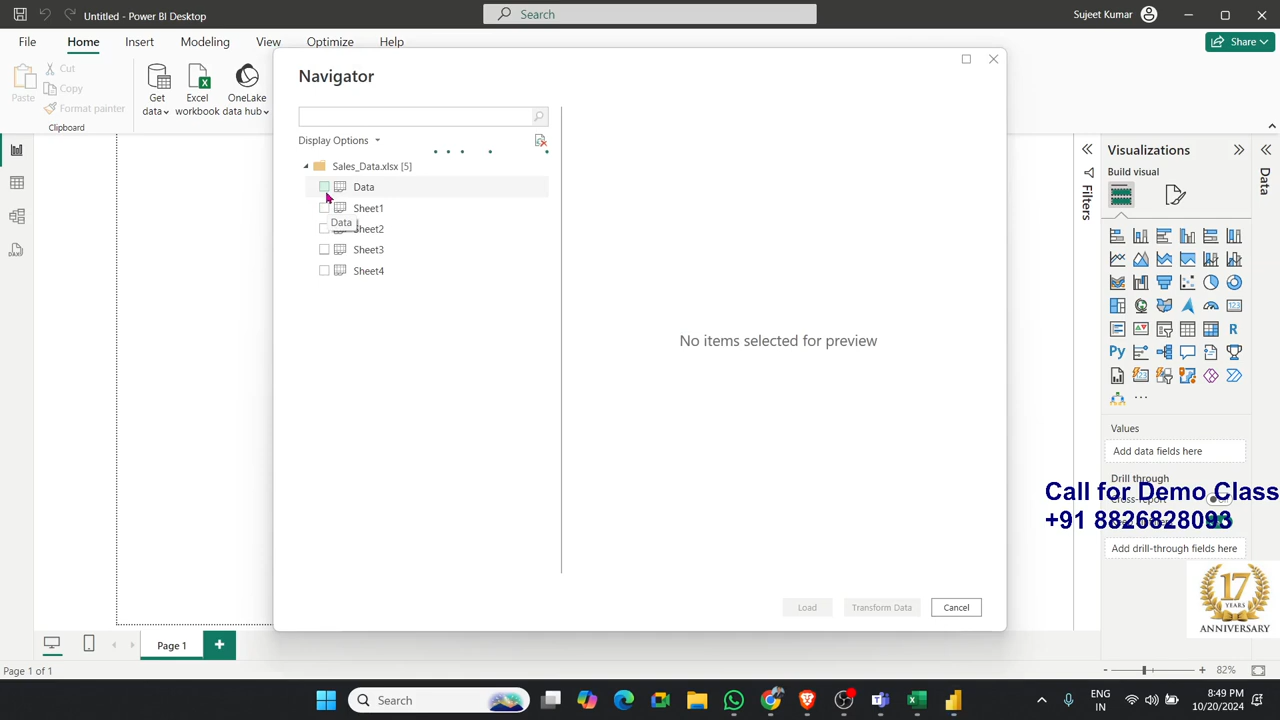 Untitled - Power BI Desktop
Search
Sujeet Kumar
File
Home
Insert
Modeling
View
Optimize
Help
Share
Paste
Cut
Copy
Format painter
Clipboard
Get data
Excel workbook
OneLake data hub
Navigator
Display Options
Sales_Data.xlsx [5]
Data
Sheet1
Data
Sheet2
Sheet3
Sheet4
No items selected for preview
Load
Transform Data
Cancel
Filters
Visualizations
Build visual
123
R
Py
Values
Add data fields here
Drill through
Cross-report
Off
Add drill-through fields here
Data
Call for Demo Class
+91 8826828093
17
YEARS
ANNIVERSARY
Page 1
Page 1 of 1
82%
Search
ENG
IN
8:49 PM
10/20/2024